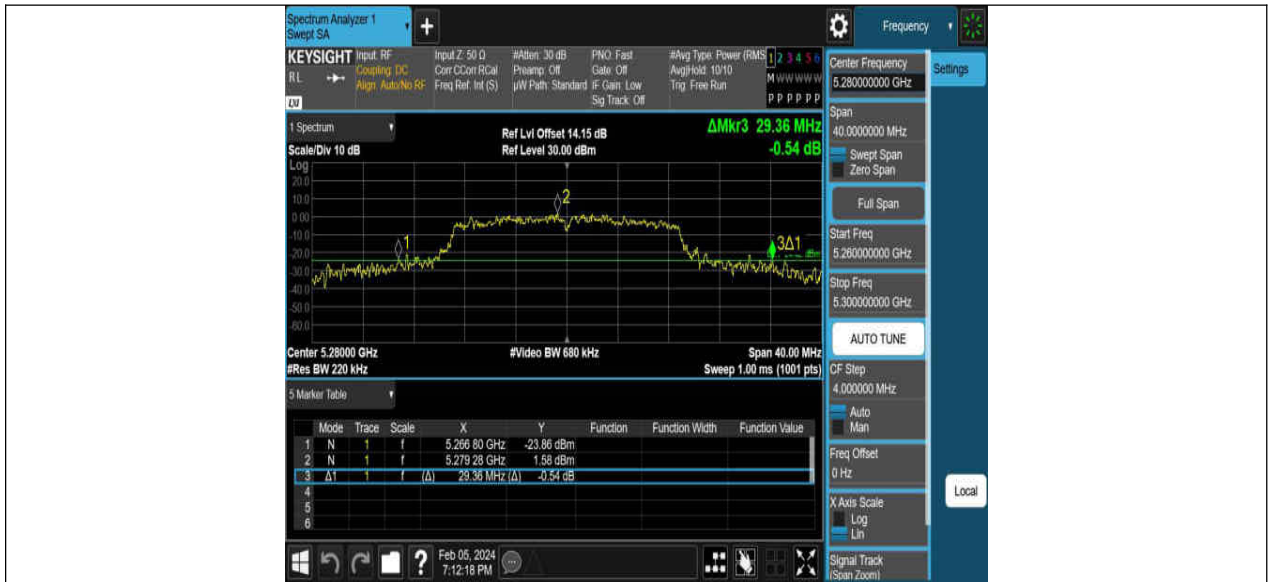 Spectrum Analyzer 1
Swept SA
+
Frequency
KEYSIGHT Input: RF Input Z: 50 Ω #Atten: 30 dB PNO: Fast #Avg Type: Power (RMS 1 2 3 4 5 6
RL Coupling: DC Corr CCorr RCal Preamp: Off Gate: Off Avg|Hold: 10/10 M W W W W W
Align: Auto/No RF Freq Ref: Int (S) µW Path: Standard IF Gain: Low Trig: Free Run
Sig Track: Off P P P P P P
1 Spectrum
Scale/Div 10 dB
Ref Lvl Offset 14.15 dB
Ref Level 30.00 dBm
ΔMkr3 29.36 MHz
-0.54 dB
Log
20.0
10.0
0.00
-10.0
-20.0
-30.0
-40.0
-50.0
-60.0
1
2
3Δ1
Center 5.28000 GHz #Video BW 680 kHz Span 40.00 MHz
#Res BW 220 kHz Sweep 1.00 ms (1001 pts)
5 Marker Table
Mode Trace Scale X Y Function Function Width Function Value
1 N 1 f 5.266 80 GHz -23.86 dBm
2 N 1 f 5.279 28 GHz 1.58 dBm
3 Δ1 1 f (Δ) 29.36 MHz (Δ) -0.54 dB
4
5
6
Feb 05, 2024
7:12:18 PM
?
Center Frequency
5.280000000 GHz
Settings
Span
40.0000000 MHz
Swept Span
Zero Span
Full Span
Start Freq
5.260000000 GHz
Stop Freq
5.300000000 GHz
AUTO TUNE
CF Step
4.000000 MHz
Auto
Man
Freq Offset
0 Hz
X Axis Scale
Log
Lin
Local
Signal Track
(Span Zoom)